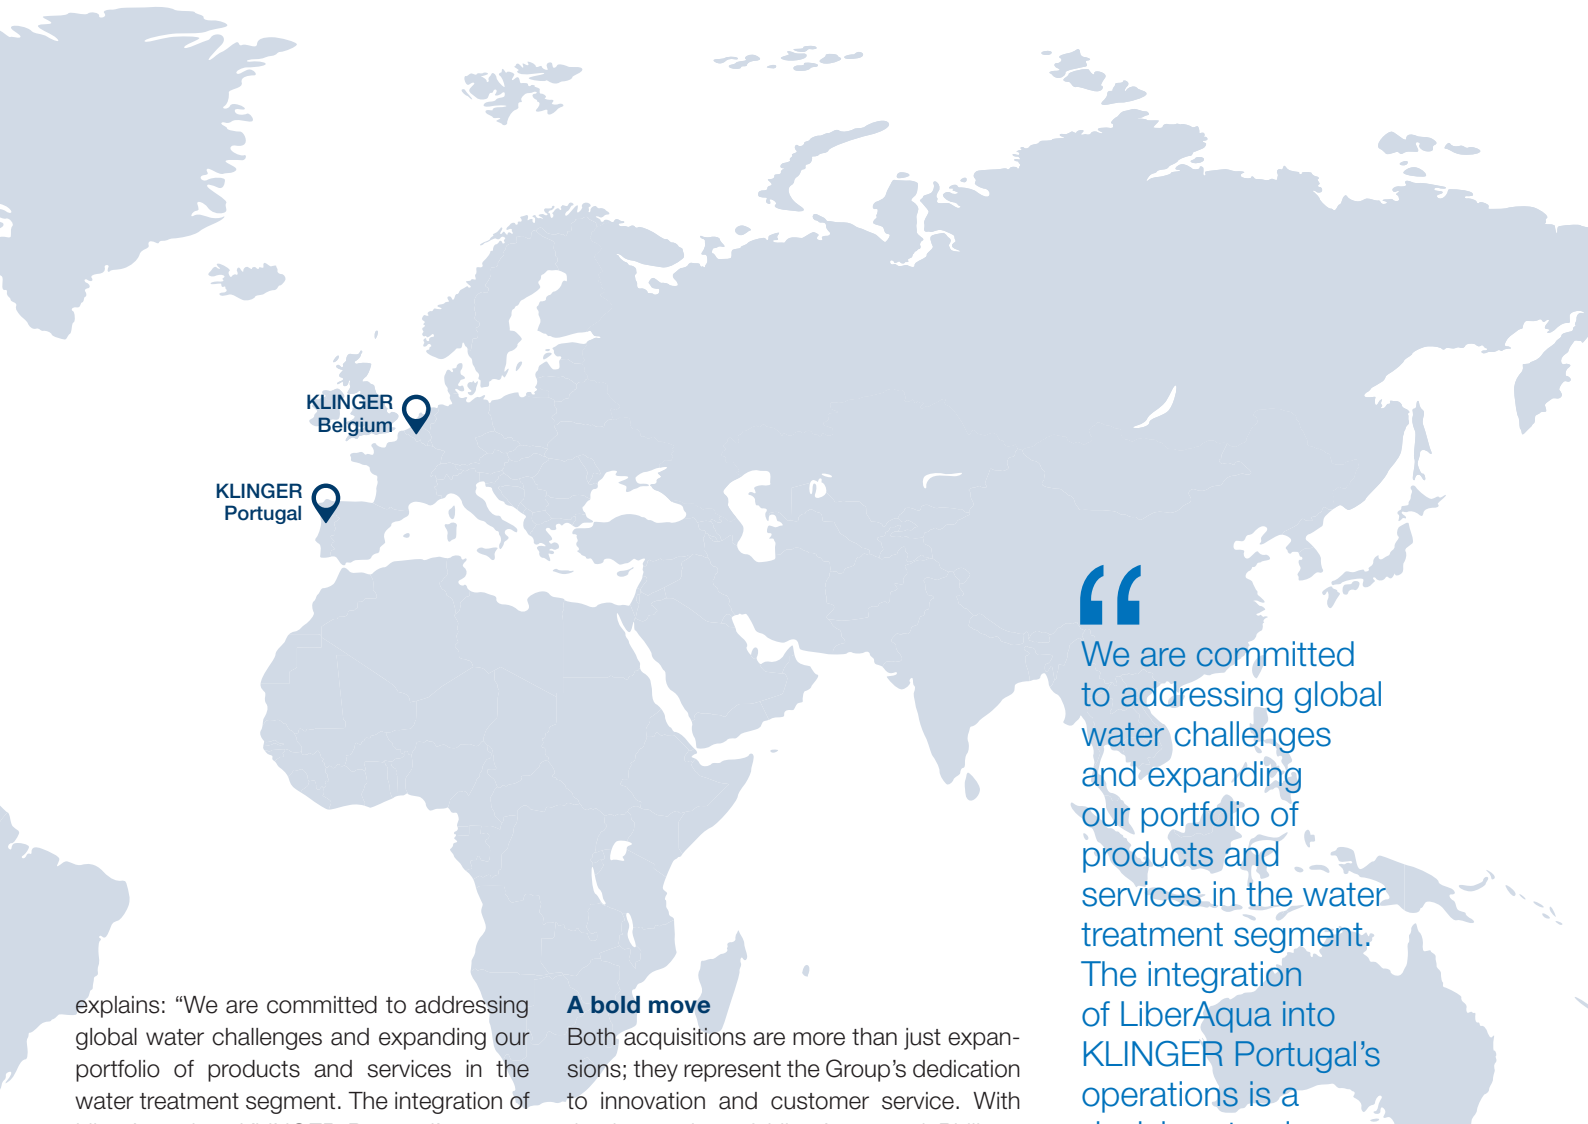 KLINGER
Belgium
KLINGER
Portugal
explains: “We are committed to addressing
global water challenges and expanding our
portfolio of products and services in the
water treatment segment. The integration of
A bold move
Both acquisitions are more than just expan-
sions; they represent the Group’s dedication
to innovation and customer service. With
“
We are committed
to addressing global
water challenges
and expanding
our portfolio of
products and
services in the water
treatment segment.
The integration
of LiberAqua into
KLINGER Portugal’s
operations is a